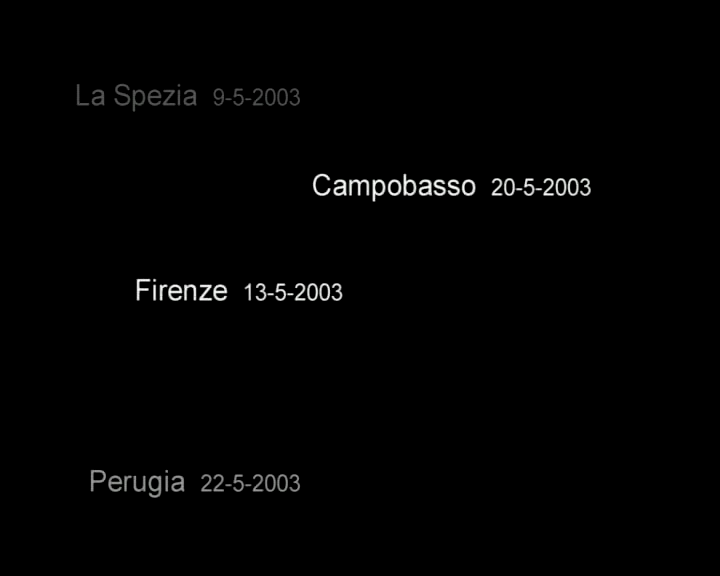 La Spezia 9-5-2003
Campobasso 20-5-2003
Firenze 13-5-2003
Perugia 22-5-2003